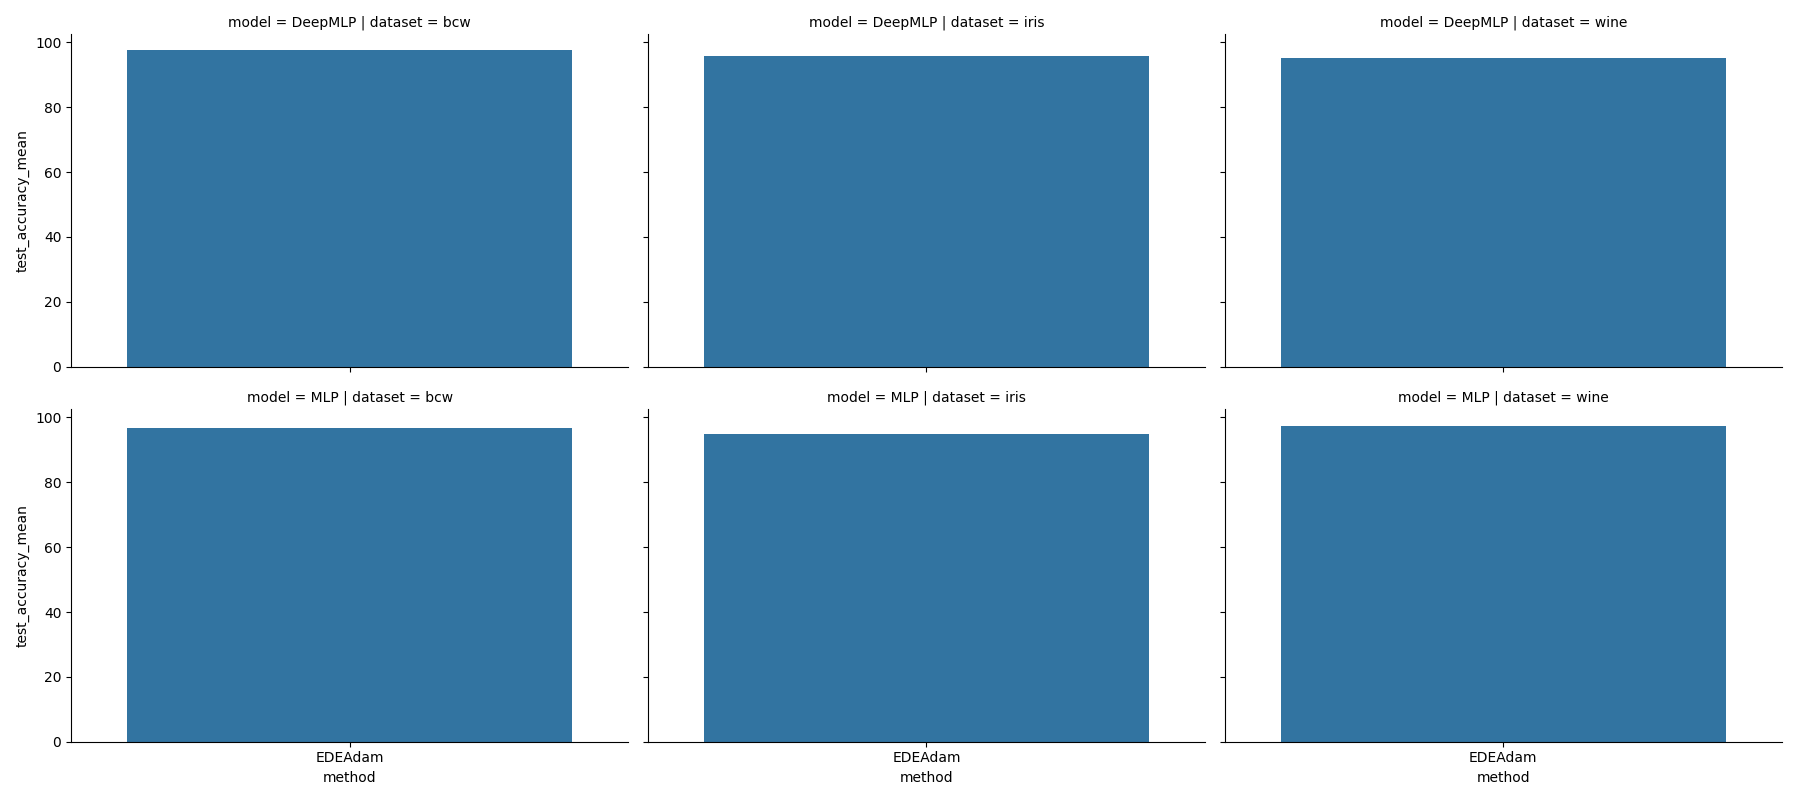 model = DeepMLP | dataset = bcw
model = DeepMLP | dataset = iris
model = DeepMLP | dataset = wine
test_accuracy_mean
100
80
60
40
20
0
model = MLP | dataset = bcw
model = MLP | dataset = iris
model = MLP | dataset = wine
test_accuracy_mean
100
80
60
40
20
0
EDEAdam
EDEAdam
EDEAdam
method
method
method